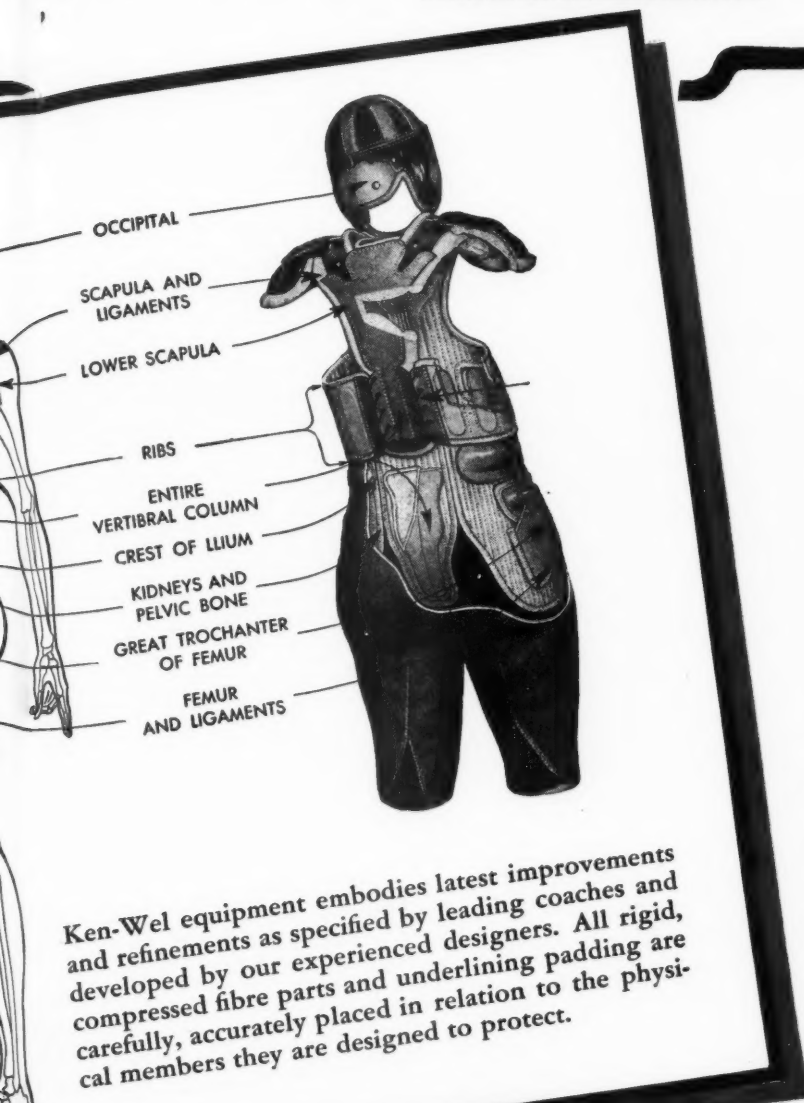 OCCIPITAL
SCAPULA AND
LIGAMENTS
LOWER SCAPULA
RIBS
ENTIRE
VERTIBRAL COLUMN
CREST OF LLIUM
KIDNEYS AND
PELVIC BONE
GREAT TROCHANTER
OF FEMUR
FEMUR
AND LIGAMENTS
Ken-Wel equipment embodies latest improvements
and refinements as specified by leading coaches and
developed by our experienced designers. All rigid,
compressed fibre parts and underlining padding are
carefully, accurately placed in relation to the physi-
cal members they are designed to protect.